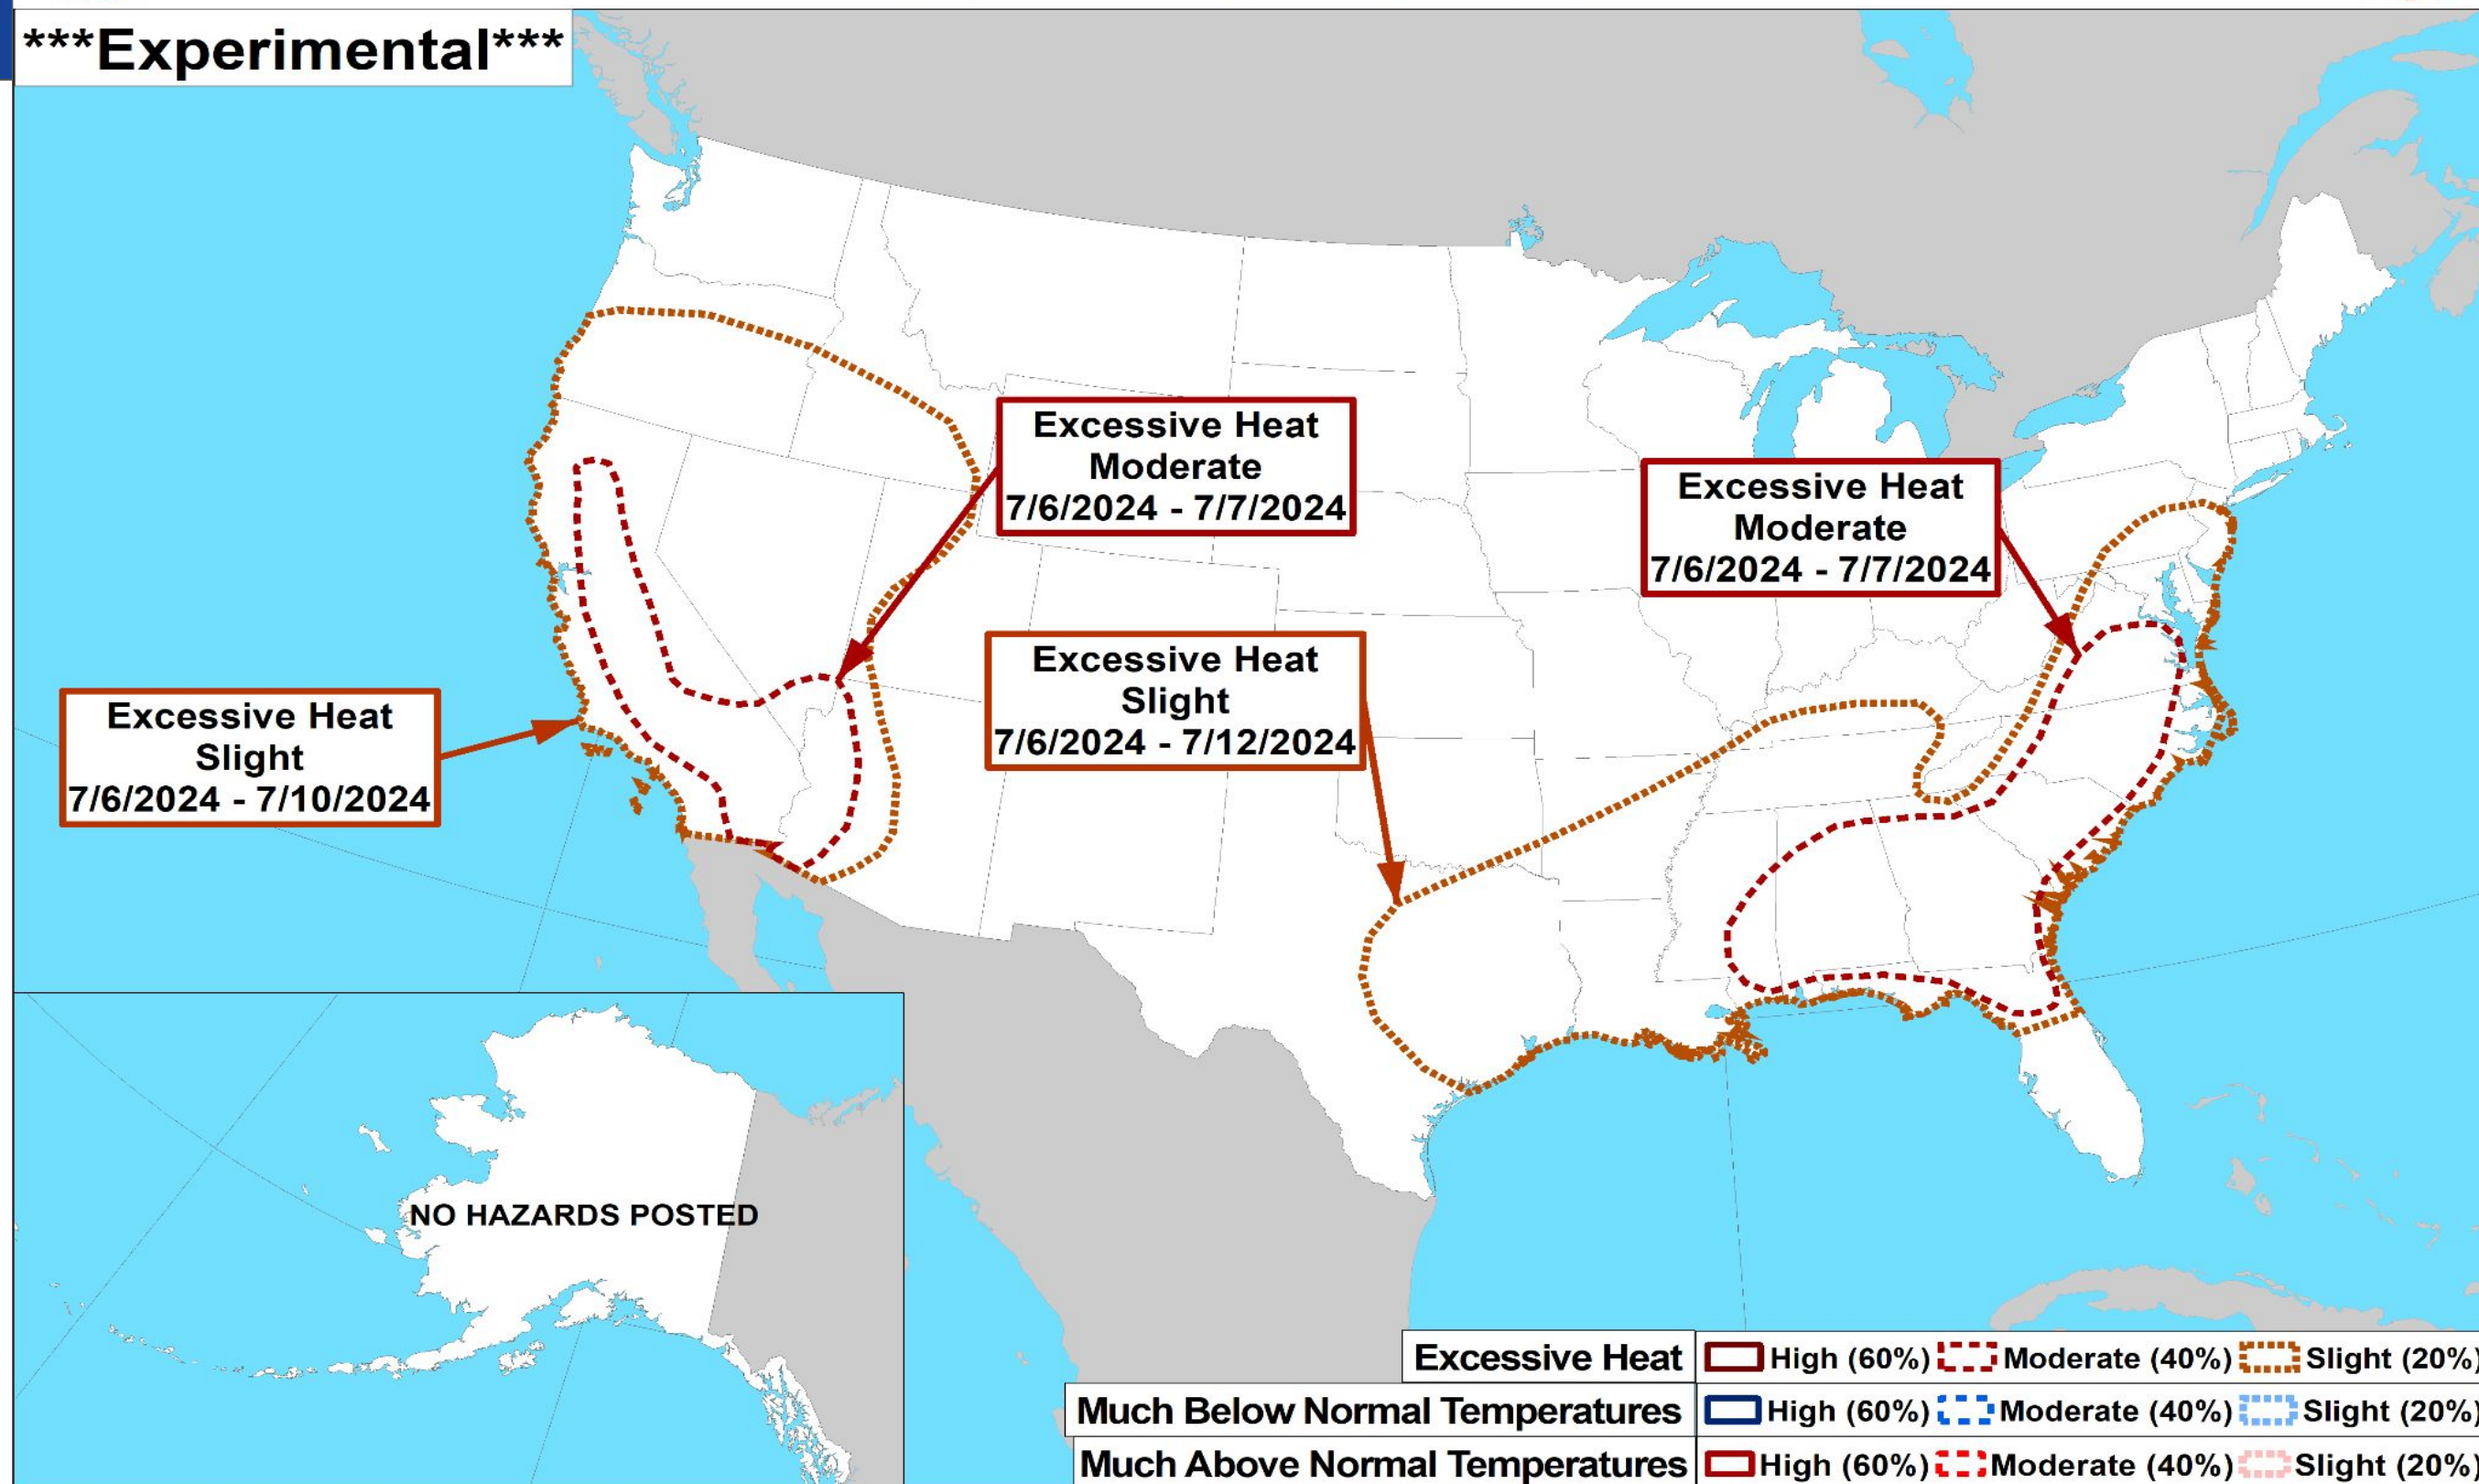 ***Experimental***
Excessive Heat
Moderate
7/6/2024 - 7/7/2024
Excessive Heat
Moderate
7/6/2024 - 7/7/2024
Excessive Heat
Slight
7/6/2024 - 7/12/2024
Excessive Heat
Slight
7/6/2024 - 7/10/2024
NO HAZARDS POSTED
Excessive Heat High (60%) Moderate (40%) Slight (20%)
Much Below Normal Temperatures High (60%) Moderate (40%) Slight (20%)
Much Above Normal Temperatures High (60%) Moderate (40%) Slight (20%)